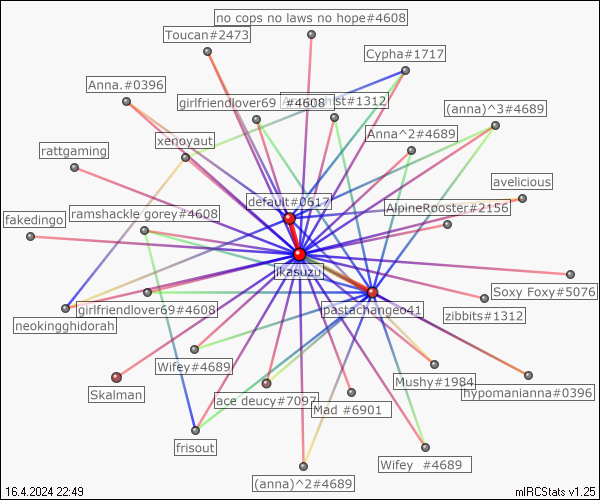 no cops no laws no hope#4608
Toucan#2473
Cypha#1717
Anna.#0396
girlfriendlover69 #4608
#1312
(anna)^3#4689
Anna^2#4689
xenoyaut
rattgaming
avelicious
default#0617
AlpineRooster#2156
ramshackle gorey#4608
fakedingo
ikasuzu
Soxy Foxy#5076
girlfriendlover69#4608
pastachangeo41
zibbits#1312
neokingghidorah
Wifey#4689
Mushy#1984
hypomanianna#0396
Skalman
ace deucy#7097
Mad #6901
frisout
Wifey #4689
(anna)^2#4689
16.4.2024 22:49
mIRCStats v1.25